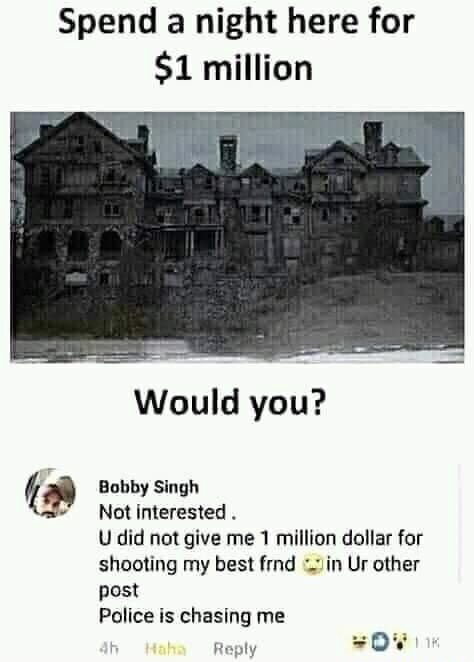 Spend a night here for
$1 million
Would you?
Bobby Singh
Not interested .
U did not give me 1 million dollar for
shooting my best frnd 🥺 in Ur other
post
Police is chasing me
4h Haha Reply 1.1K